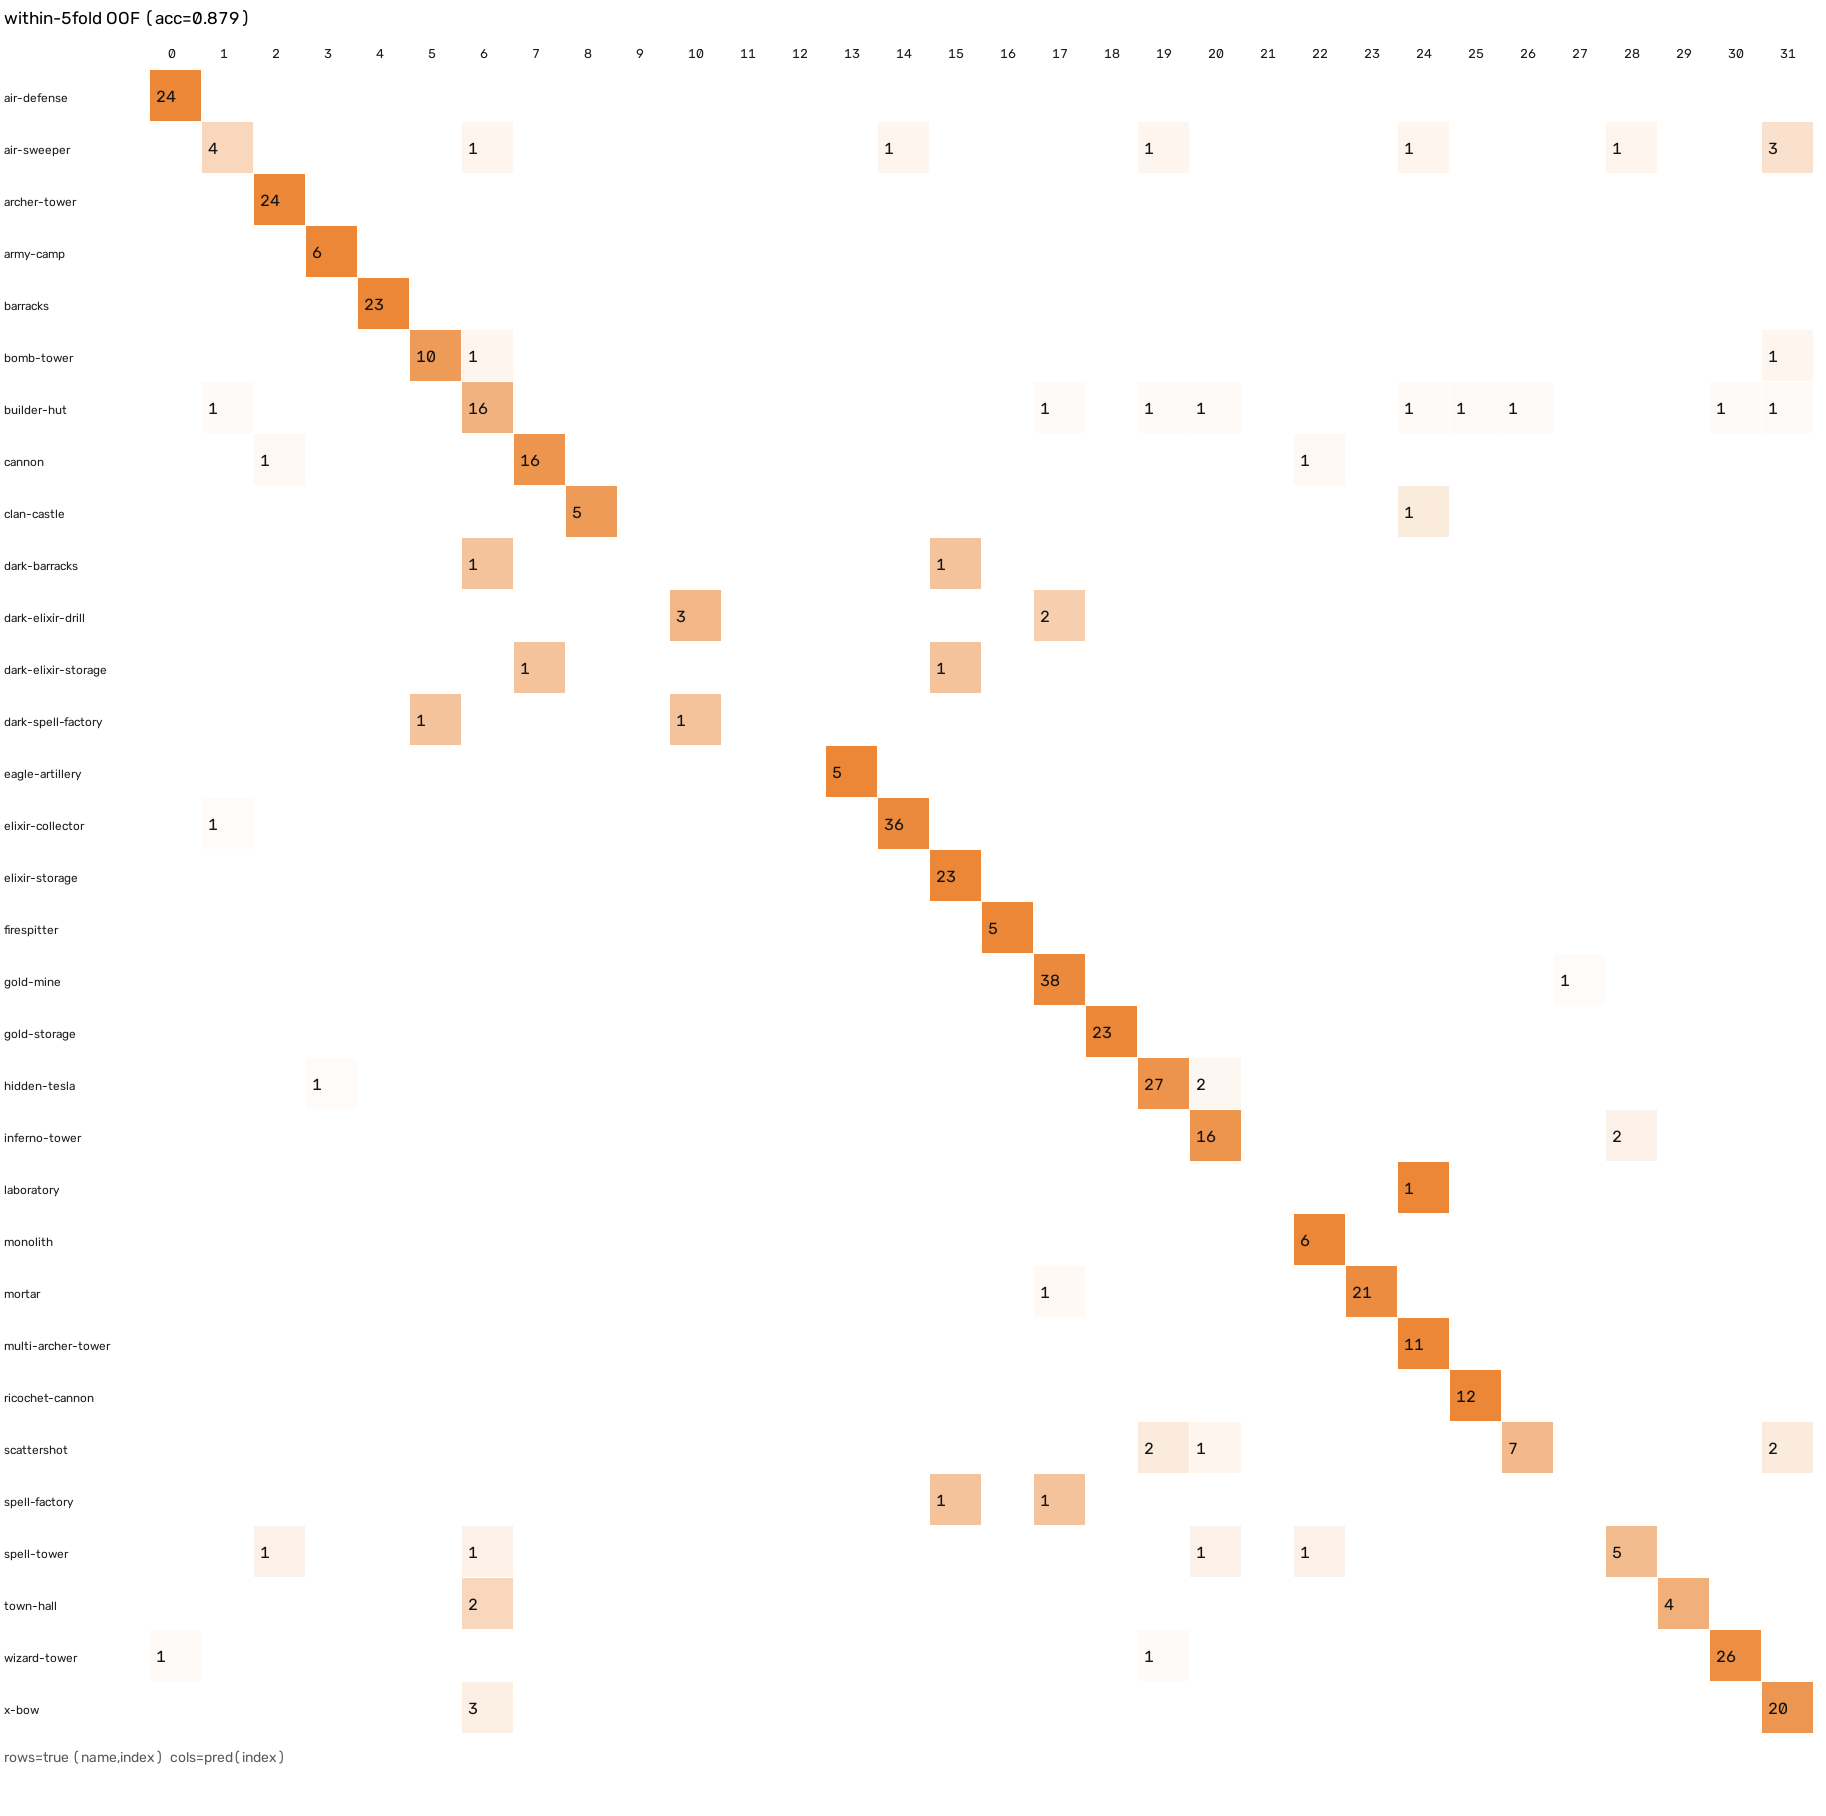 within-5fold OOF (acc=0.879)
0 1 2 3 4 5 6 7 8 9 10 11 12 13 14 15 16 17 18 19 20 21 22 23 24 25 26 27 28 29 30 31
air-defense 24
air-sweeper 4 1 1 1 1 1 3
archer-tower 24
army-camp 6
barracks 23
bomb-tower 10 1 1
builder-hut 1 16 1 1 1 1 1 1 1 1
cannon 1 16 1
clan-castle 5 1
dark-barracks 1 1
dark-elixir-drill 3 2
dark-elixir-storage 1 1
dark-spell-factory 1 1
eagle-artillery 5
elixir-collector 1 36
elixir-storage 23
firespitter 5
gold-mine 38 1
gold-storage 23
hidden-tesla 1 27 2
inferno-tower 16 2
laboratory 1
monolith 6
mortar 1 21
multi-archer-tower 11
ricochet-cannon 12
scattershot 2 1 7 2
spell-factory 1 1
spell-tower 1 1 1 1 5
town-hall 2 4
wizard-tower 1 1 26
x-bow 3 20
rows=true (name,index) cols=pred(index)